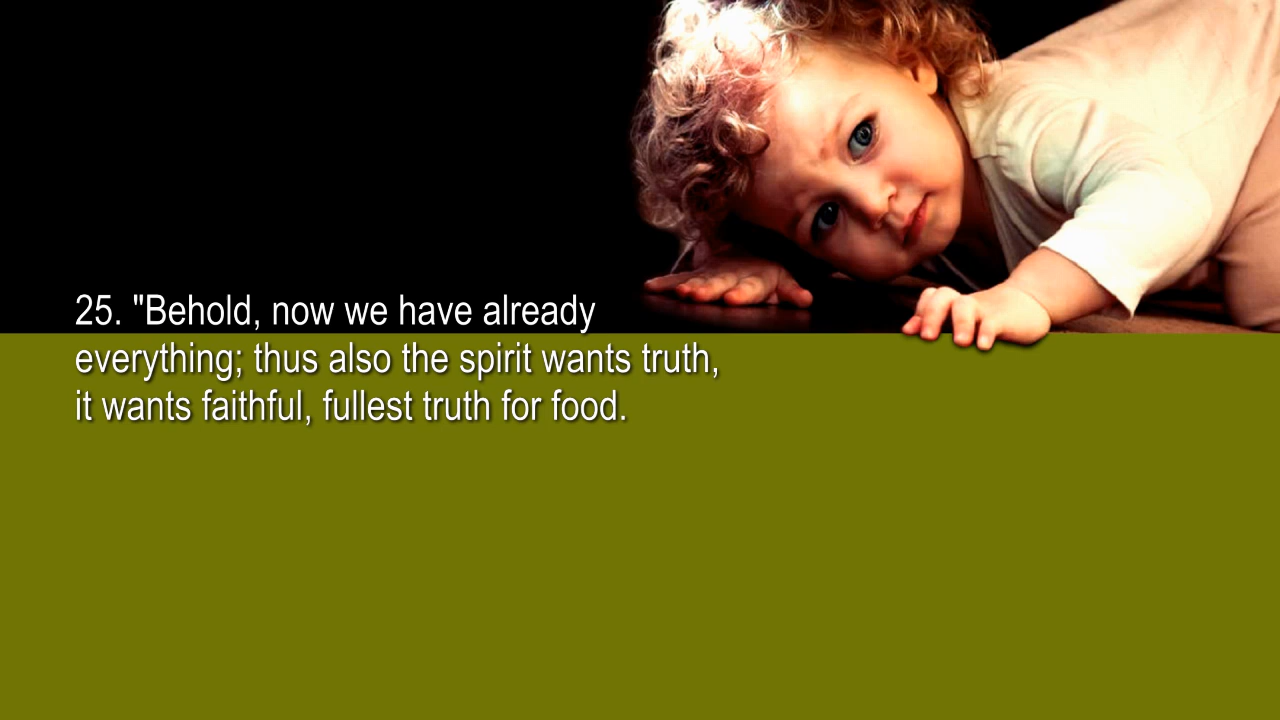 25. "Behold, now we have already
everything; thus also the spirit wants truth,
it wants faithful, fullest truth for food.